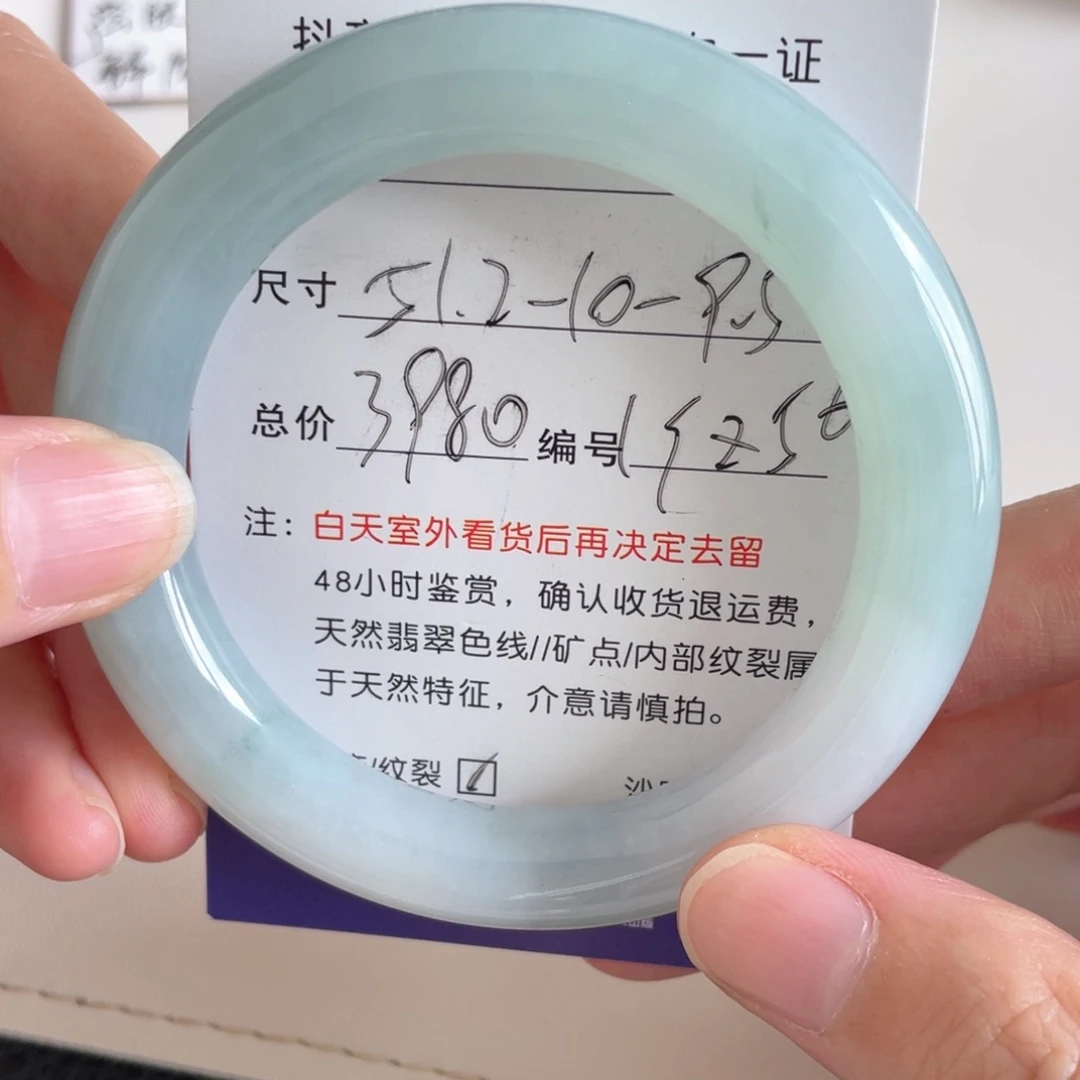 一证
尺寸 51.2-10-9.5
总价 3980 编号
注：白天室外看货后再决定去留
48小时鉴赏，确认收货退运费，
天然翡翠色线//矿点/内部纹裂属
于天然特征，介意请慎拍。
/纹裂 ☑